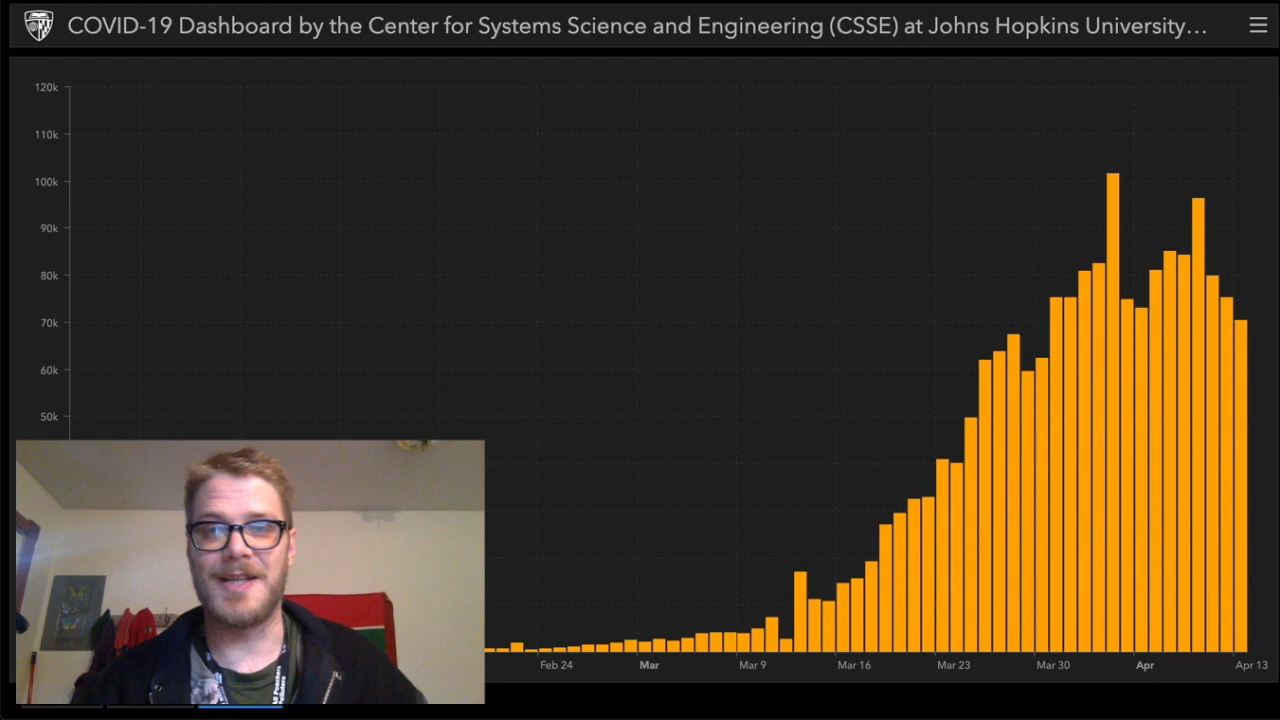 COVID-19 Dashboard by the Center for Systems Science and Engineering (CSSE) at Johns Hopkins University…
120k
110k
100k
90k
80k
70k
60k
50k
Feb 24
Mar
Mar 9
Mar 16
Mar 23
Mar 30
Apr
Apr 13